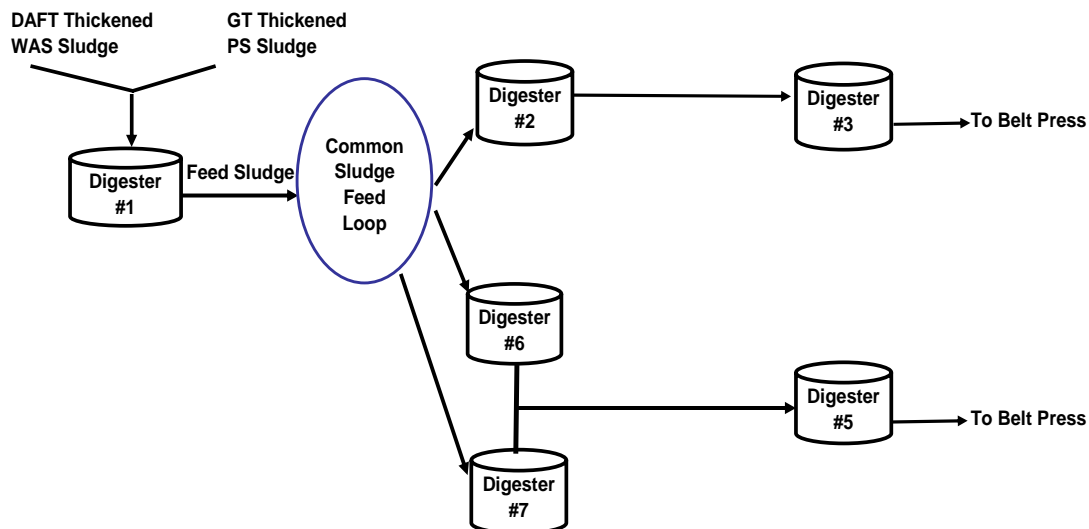 DAFT Thickened
WAS Sludge
GT Thickened
PS Sludge
Digester
#1
Feed Sludge
Common
Sludge
Feed
Loop
Digester
#2
Digester
#3
To Belt Press
Digester
#6
Digester
#7
Digester
#5
To Belt Press